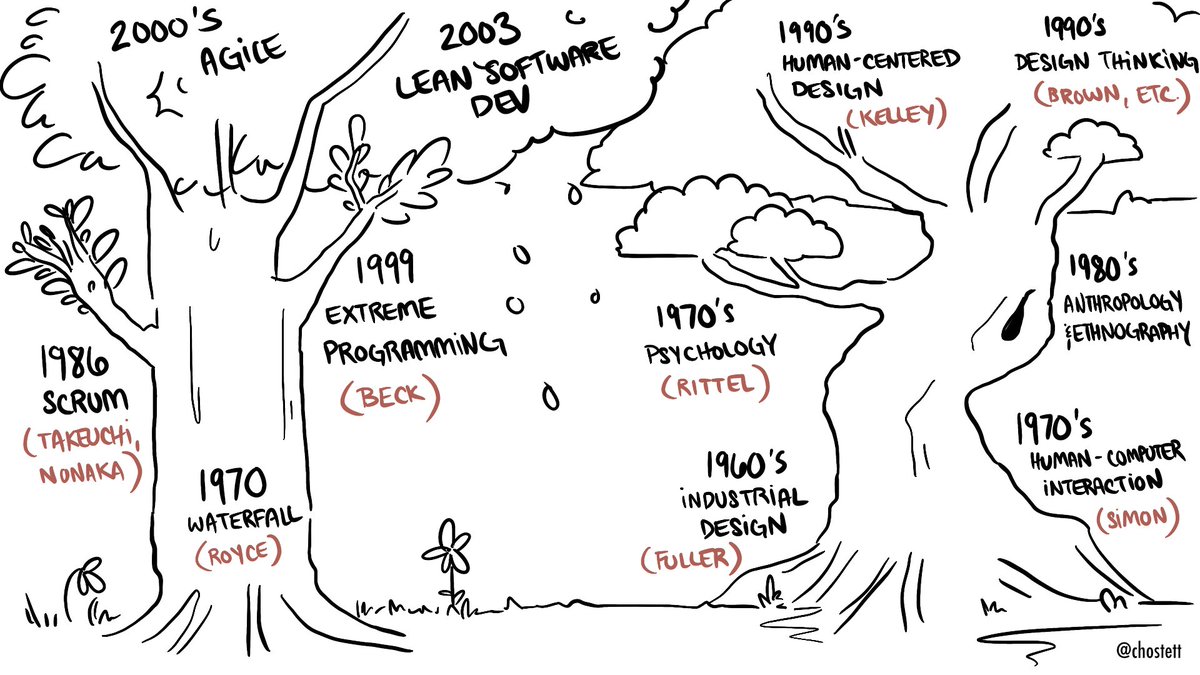 2000's
AGILE
2003
LEAN SOFTWARE
DEV
1990's
HUMAN-CENTERED
DESIGN
(KELLEY)
1990's
DESIGN THINKING
(BROWN, ETC.)
1986
SCRUM
(TAKEUCHI,
NONAKA)
1999
EXTREME
PROGRAMMING
(BECK)
1970
WATERFALL
(ROYCE)
1970's
PSYCHOLOGY
(RITTEL)
1980's
ANTHROPOLOGY
& ETHNOGRAPHY
1960's
INDUSTRIAL
DESIGN
(FULLER)
1970's
HUMAN-COMPUTER
INTERACTION
(SIMON)
@chostett